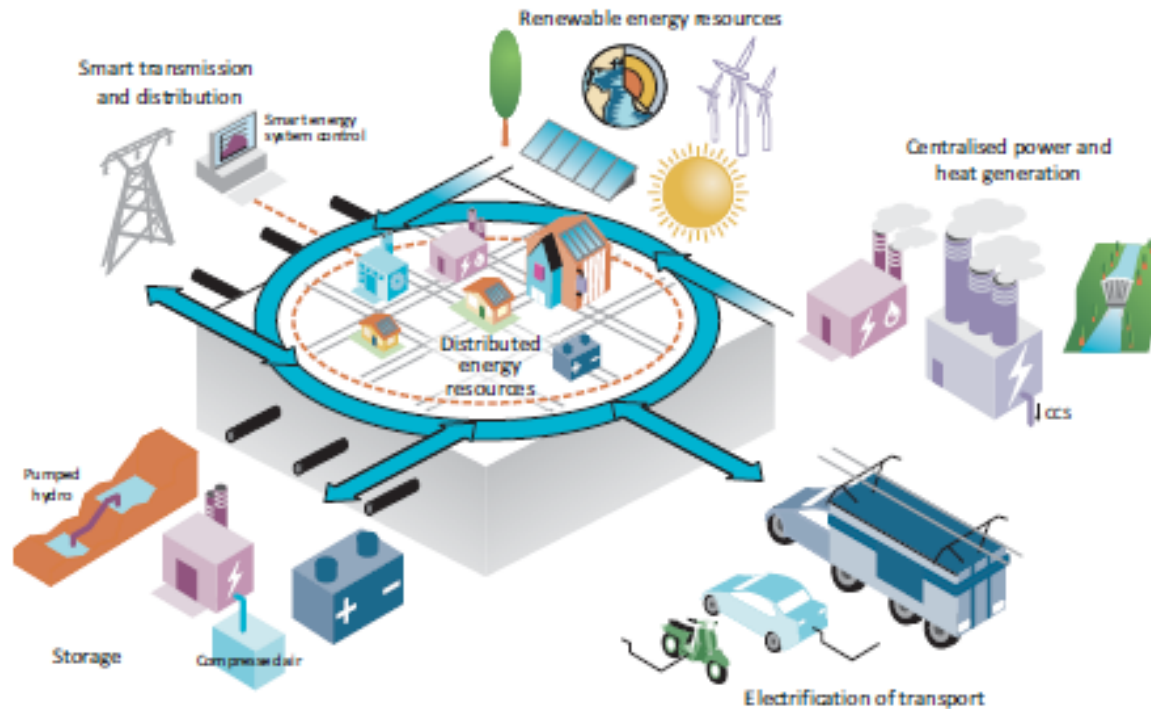 Renewable energy resources
Smart transmission
and distribution
Smart energy
system control
Centralised power and
heat generation
Distributed
energy
resources
CCS
Pumped
hydro
Storage
Compressed air
Electrification of transport